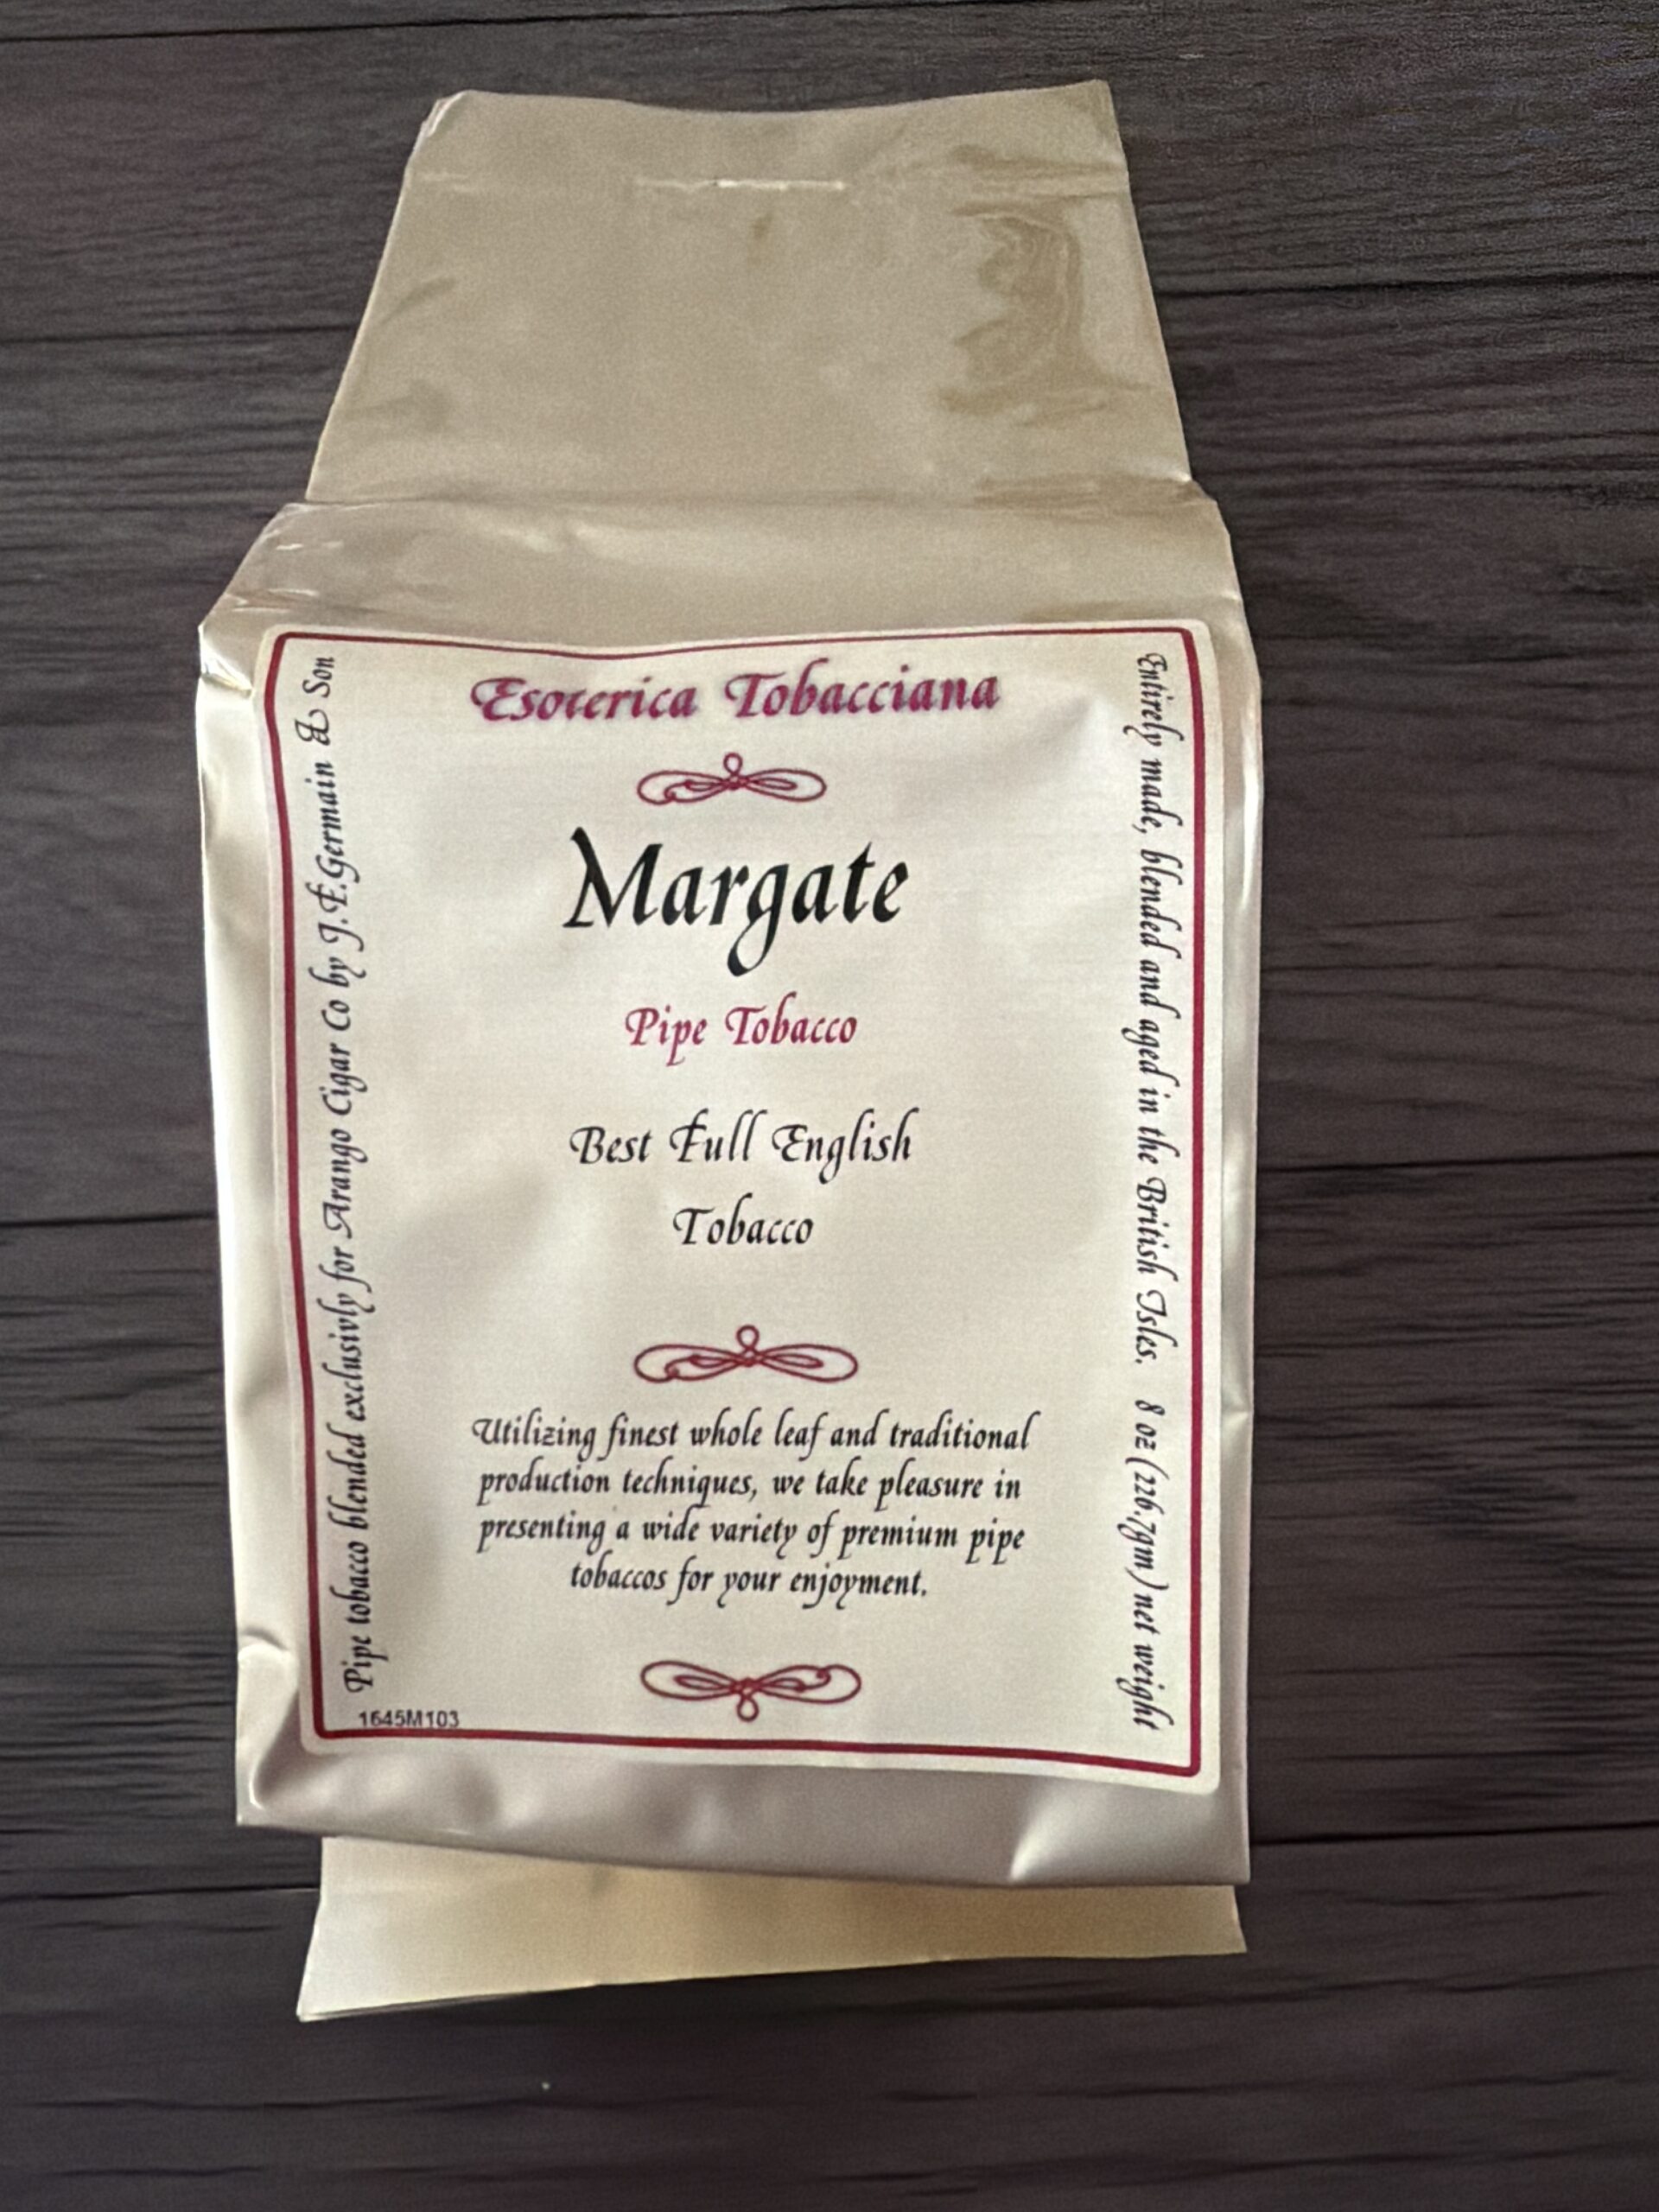 Esoterica Tobacciana
Margate
Pipe Tobacco
Best Full English
Tobacco
Utilizing finest whole leaf and traditional
production techniques, we take pleasure in
presenting a wide variety of premium pipe
tobaccos for your enjoyment.
Pipe tobacco blended exclusivly for Arango Cigar Co by J.F.Germain & Son
Entirely made, blended and aged in the British Isles. 8 oz (226.7gm) net weight
1645M103